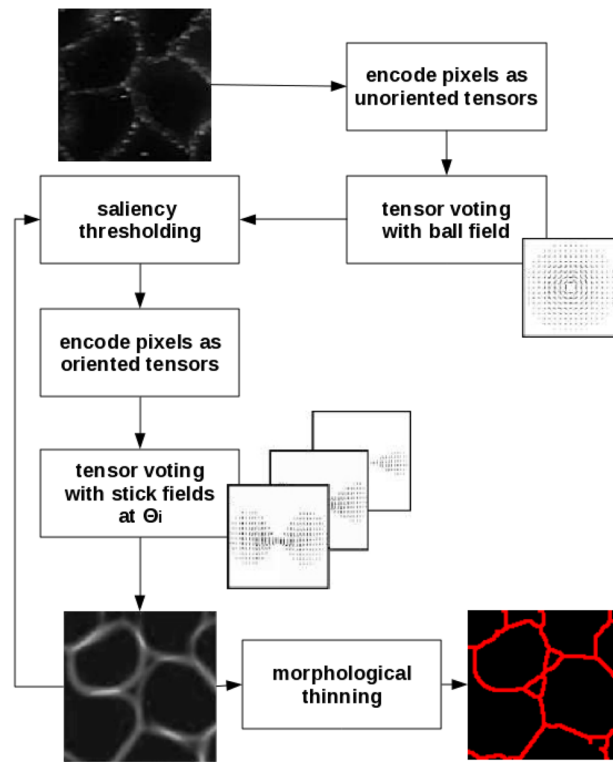 encode pixels as
unoriented tensors
tensor voting
with ball field
saliency
thresholding
encode pixels as
oriented tensors
tensor voting
with stick fields
at Θi
morphological
thinning